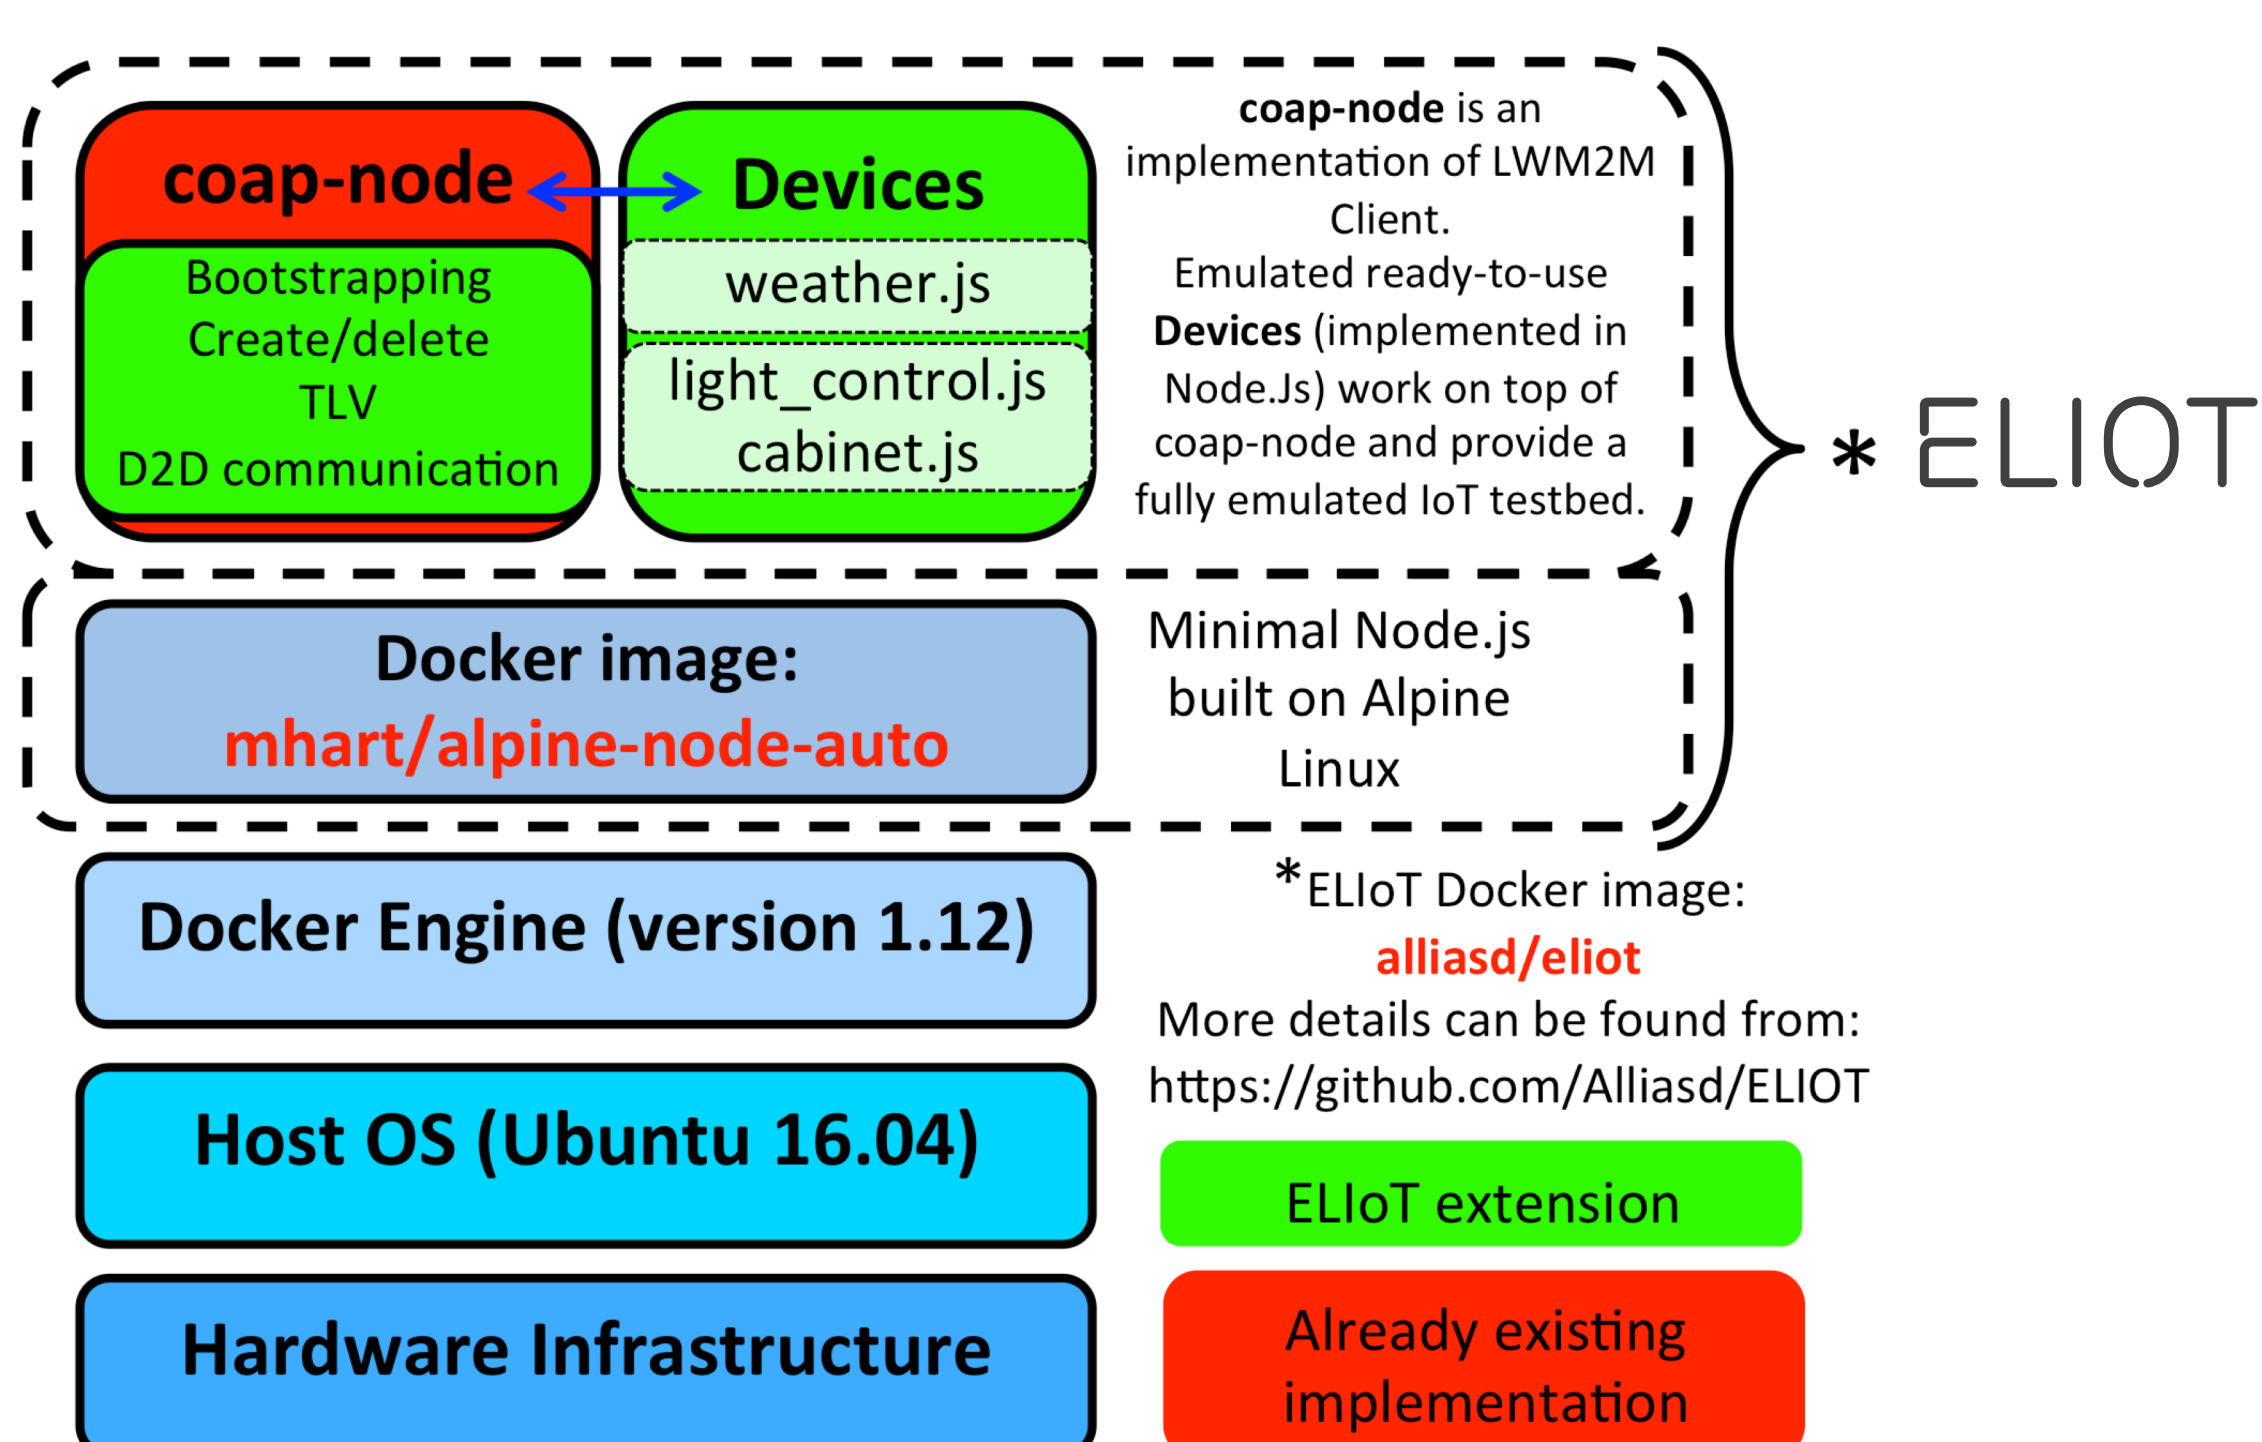 coap-node
Bootstrapping
Create/delete
TLV
D2D communication
Devices
weather.js
light_control.js
cabinet.js
coap-node is an
implementation of LWM2M
Client.
Emulated ready-to-use
Devices (implemented in
Node.Js) work on top of
coap-node and provide a
fully emulated IoT testbed.
* ELIOT
Docker image:
mhart/alpine-node-auto
Minimal Node.js
built on Alpine
Linux
Docker Engine (version 1.12)
*ELIoT Docker image:
alliasd/eliot
More details can be found from:
https://github.com/Alliasd/ELIOT
Host OS (Ubuntu 16.04)
ELIoT extension
Hardware Infrastructure
Already existing
implementation